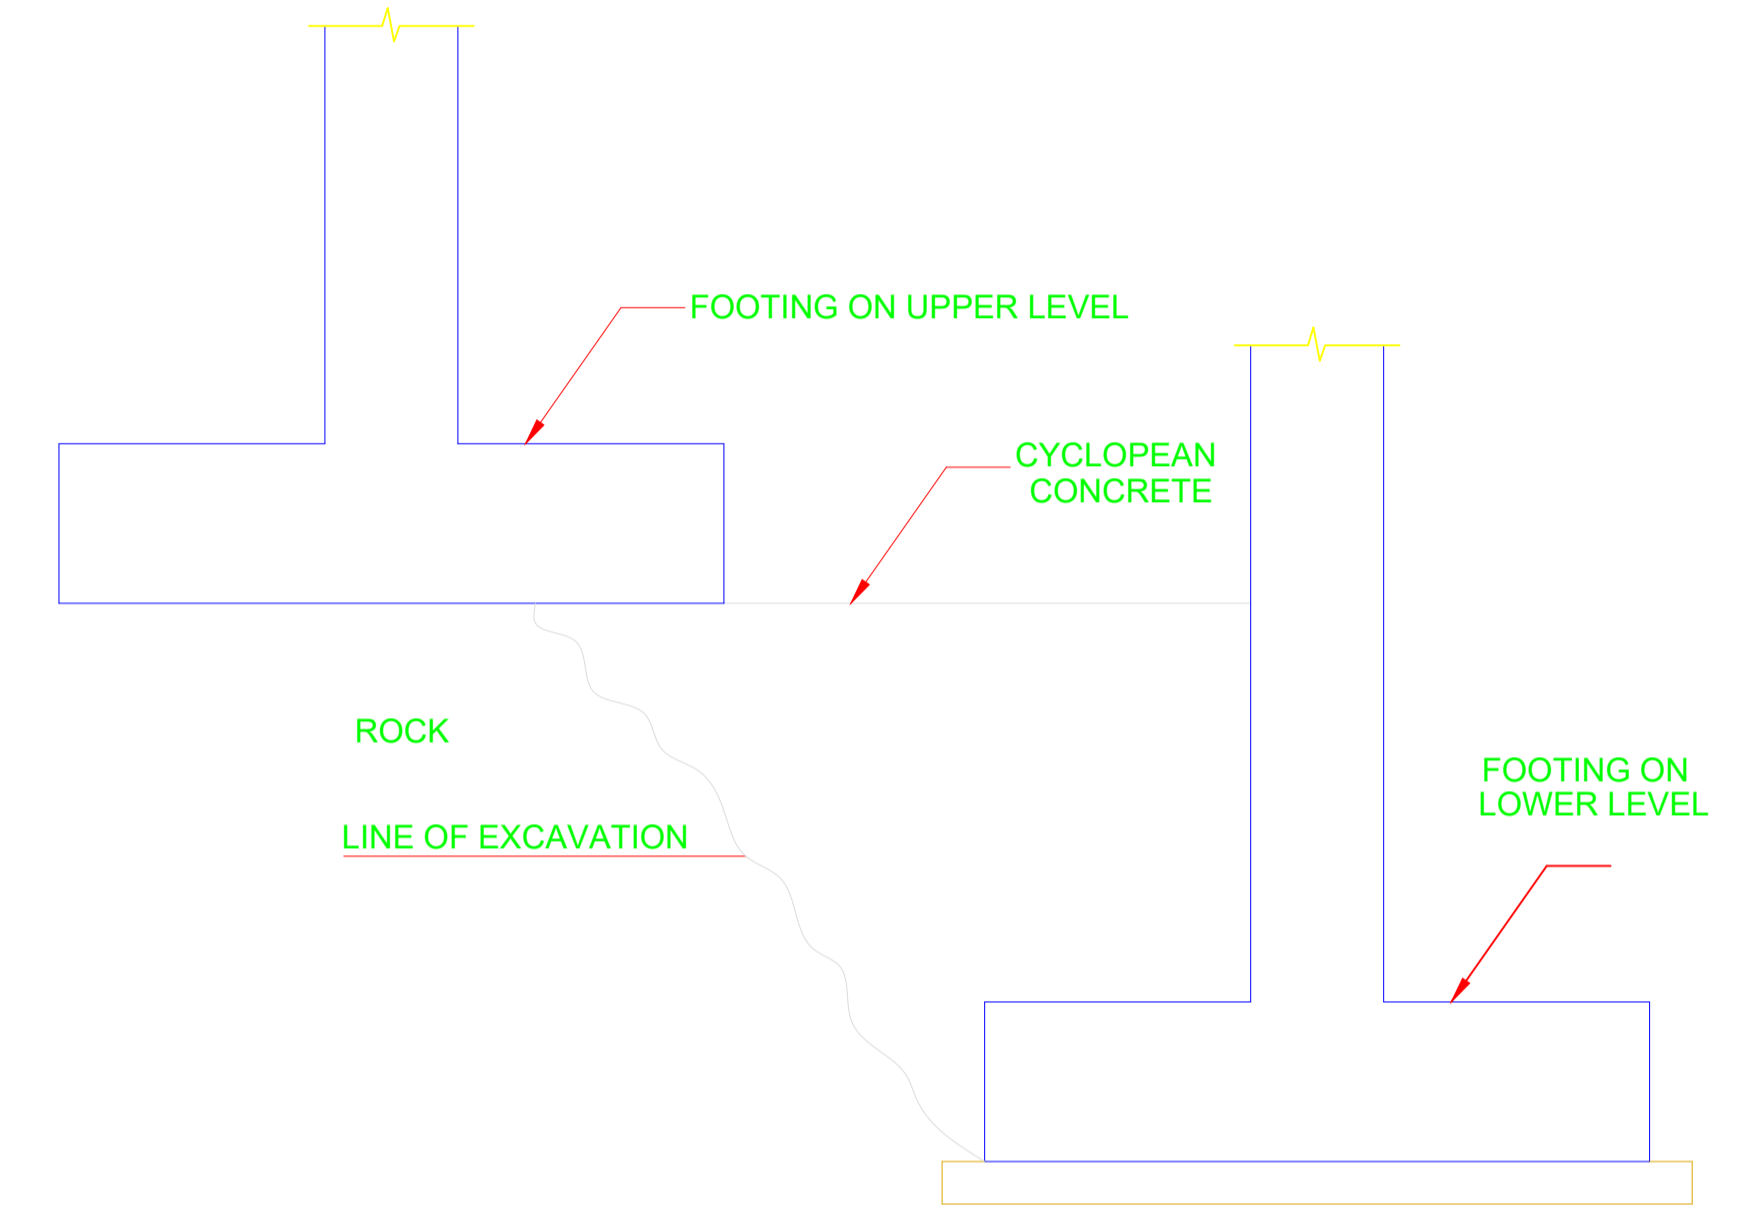 FOOTING ON UPPER LEVEL
CYCLOPEAN
CONCRETE
ROCK
FOOTING ON
LOWER LEVEL
LINE OF EXCAVATION